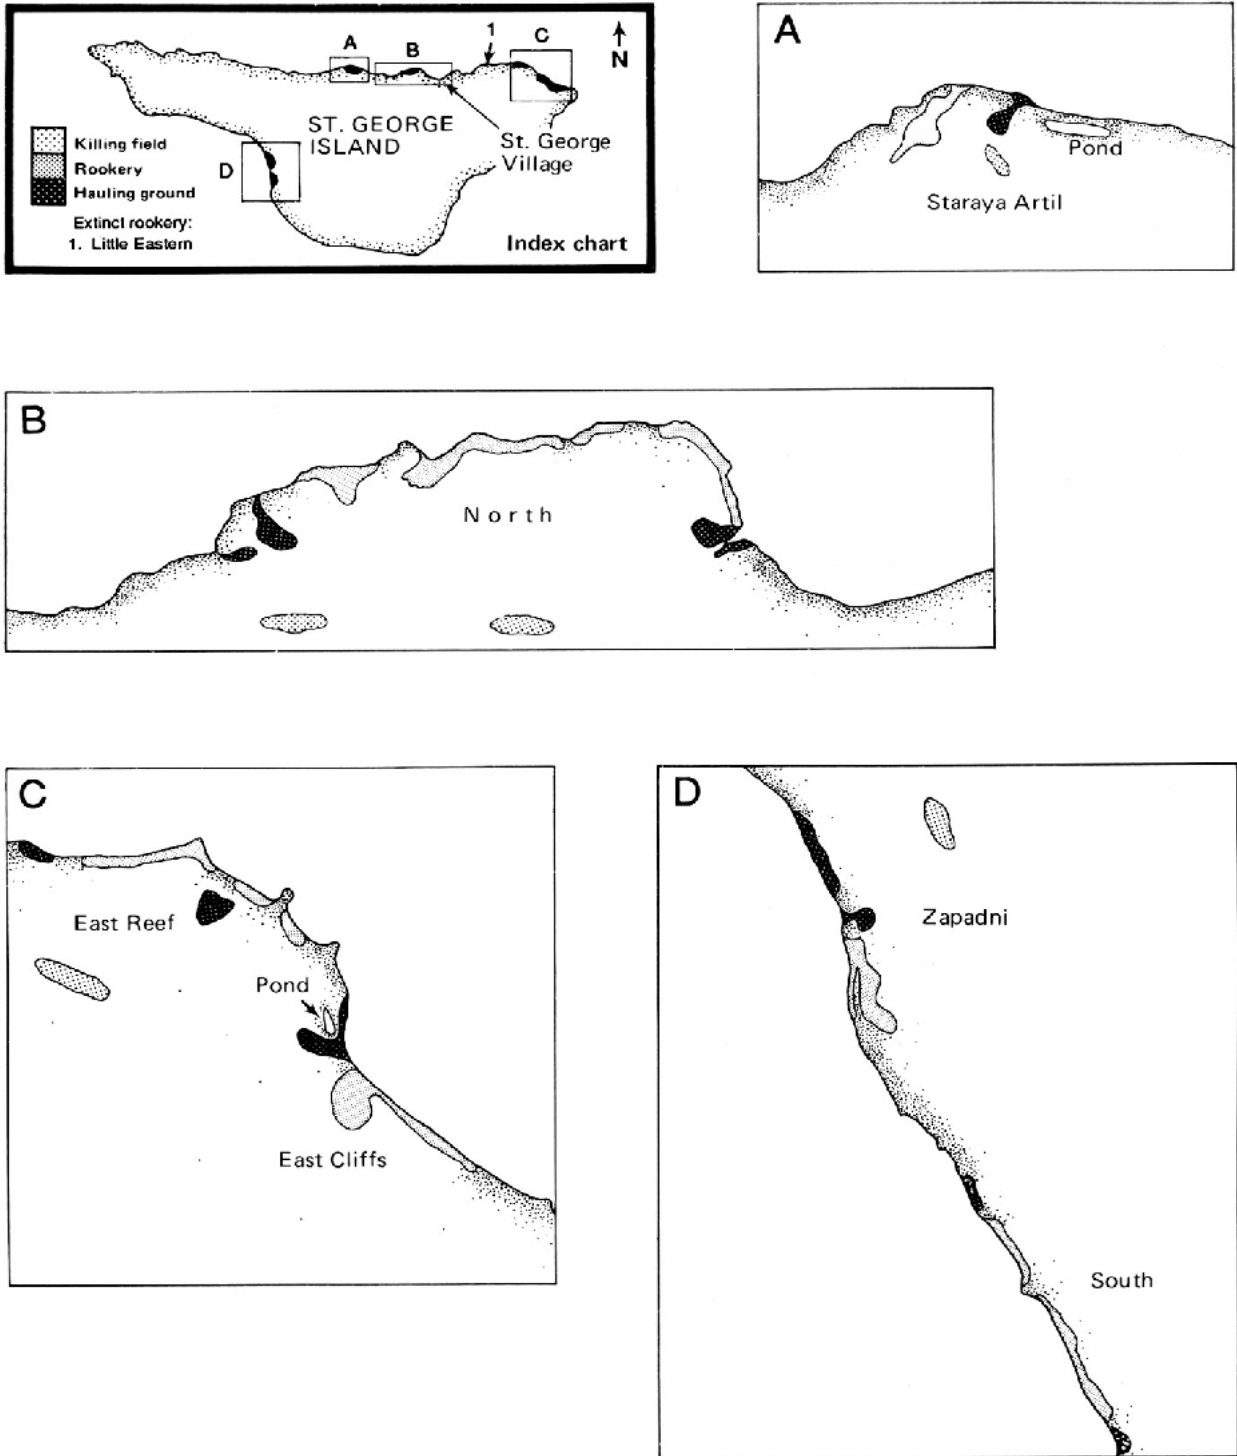 1
A
B
C
N
ST. GEORGE
ISLAND
St. George
Village
D
Killing field
Rookery
Hauling ground
Extinct rookery:
1. Little Eastern
Index chart
A
Pond
Staraya Artil
B
North
C
East Reef
Pond
East Cliffs
D
Zapadni
South